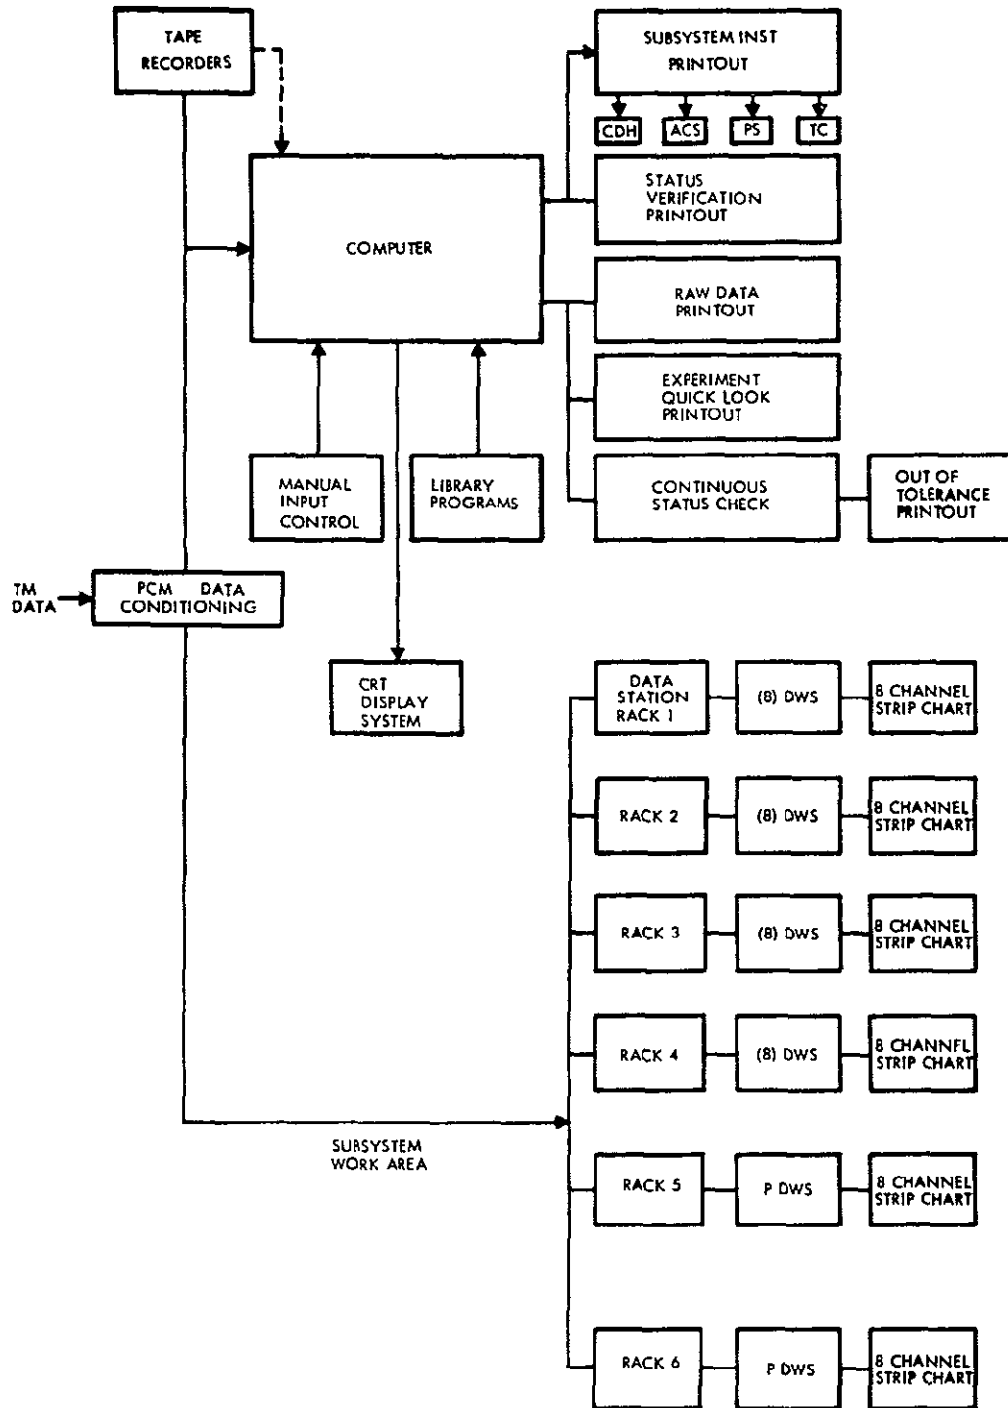 TAPE
RECORDERS
SUBSYSTEM INST
PRINTOUT
CDH
ACS
PS
TC
STATUS
VERIFICATION
PRINTOUT
COMPUTER
RAW DATA
PRINTOUT
EXPERIMENT
QUICK LOOK
PRINTOUT
MANUAL
INPUT
CONTROL
LIBRARY
PROGRAMS
CONTINUOUS
STATUS CHECK
OUT OF
TOLERANCE
PRINTOUT
TM
DATA
PCM DATA
CONDITIONING
CRT
DISPLAY
SYSTEM
DATA
STATION
RACK 1
(8) DWS
8 CHANNEL
STRIP CHART
RACK 2
(8) DWS
8 CHANNEL
STRIP CHART
RACK 3
(8) DWS
8 CHANNEL
STRIP CHART
RACK 4
(8) DWS
8 CHANNEL
STRIP CHART
SUBSYSTEM
WORK AREA
RACK 5
P DWS
8 CHANNEL
STRIP CHART
RACK 6
P DWS
8 CHANNEL
STRIP CHART